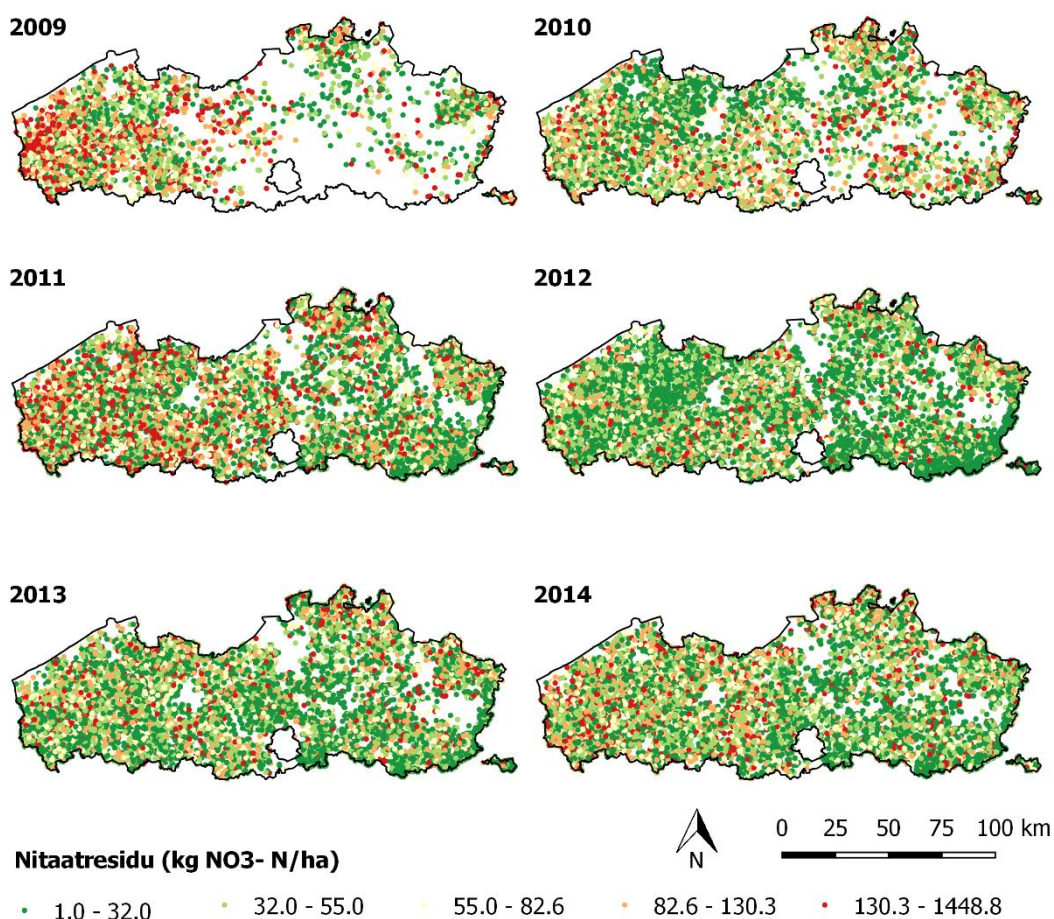 2009
2010
2011
2012
2013
2014
N
0 25 50 75 100 km
Nitaatresidu (kg NO3- N/ha)
1.0 - 32.0
32.0 - 55.0
55.0 - 82.6
82.6 - 130.3
130.3 - 1448.8